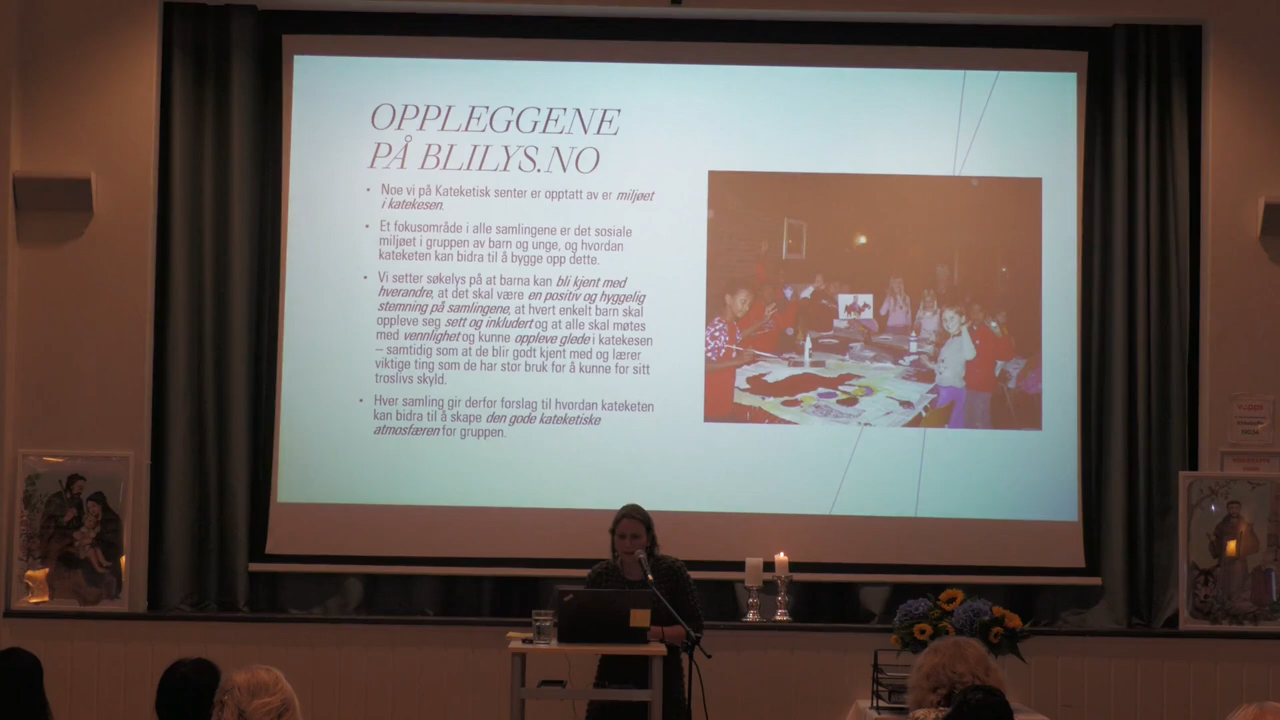 OPPLEGGENE
PÅ BLILYS.NO
• Noe vi på Kateketisk senter er opptatt av er miljøet
i katekesen.
• Et fokusområde i alle samlingene er det sosiale
miljøet i gruppen av barn og unge, og hvordan
kateketen kan bidra til å bygge opp dette.
• Vi setter søkelys på at barna kan bli kjent med
hverandre, at det skal være en positiv og hyggelig
stemning på samlingene, at hvert enkelt barn skal
oppleve seg sett og inkludert og at alle skal møtes
med vennlighet og kunne oppleve glede i katekesen
– samtidig som at de blir godt kjent med og lærer
viktige ting som de har stor bruk for å kunne for sitt
troslivs skyld.
• Hver samling gir derfor forslag til hvordan kateketen
kan bidra til å skape den gode kateketiske
atmosfæren for gruppen.